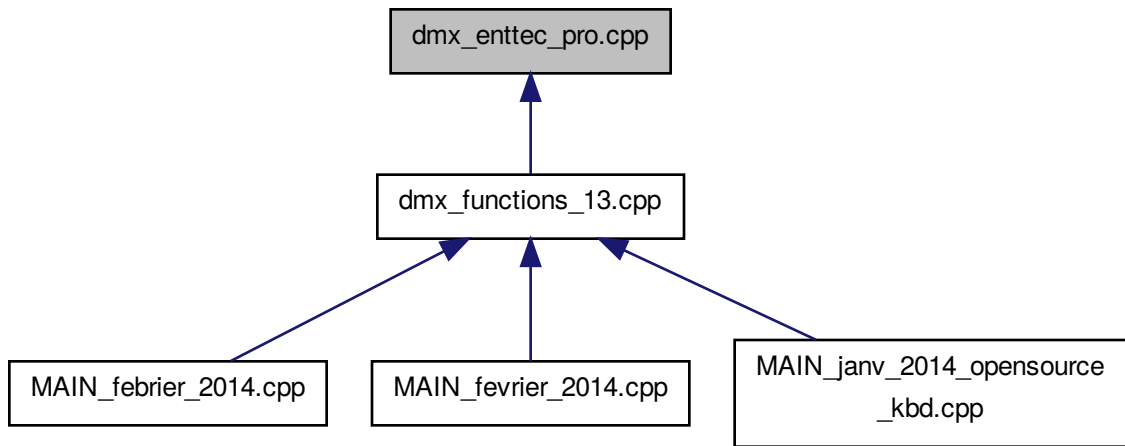 dmx_enttec_pro.cpp
dmx_functions_13.cpp
MAIN_febrier_2014.cpp
MAIN_fevrier_2014.cpp
MAIN_janv_2014_opensource
_kbd.cpp